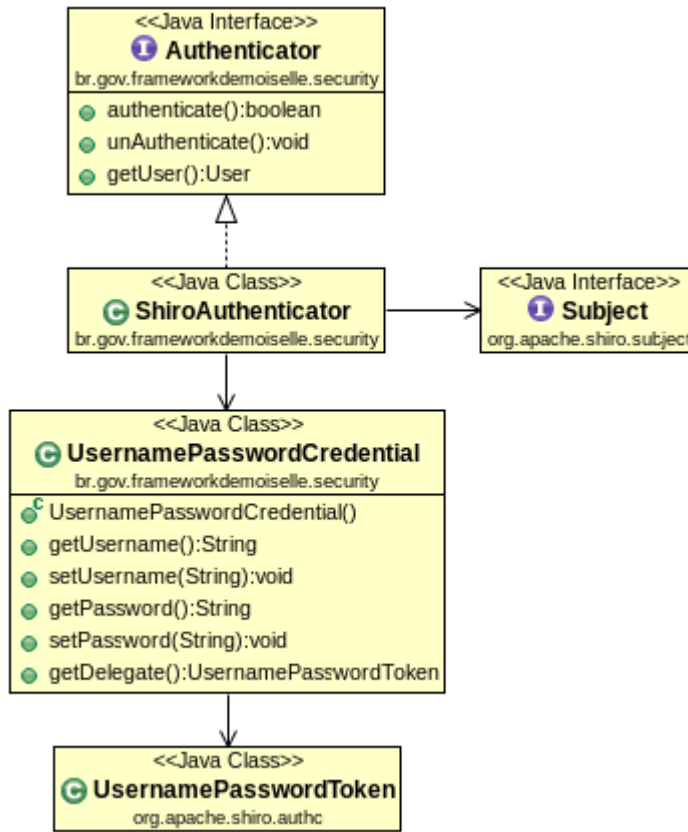 <<Java Interface>>
I Authenticator
br.gov.frameworkdemoiselle.security
authenticate():boolean
unAuthenticate():void
getUser():User
<<Java Class>>
C ShiroAuthenticator
br.gov.frameworkdemoiselle.security
<<Java Interface>>
I Subject
org.apache.shiro.subject
<<Java Class>>
C UsernamePasswordCredential
br.gov.frameworkdemoiselle.security
C UsernamePasswordCredential()
getUsername():String
setUsername(String):void
getPassword():String
setPassword(String):void
getDelegate():UsernamePasswordToken
<<Java Class>>
C UsernamePasswordToken
org.apache.shiro.authc